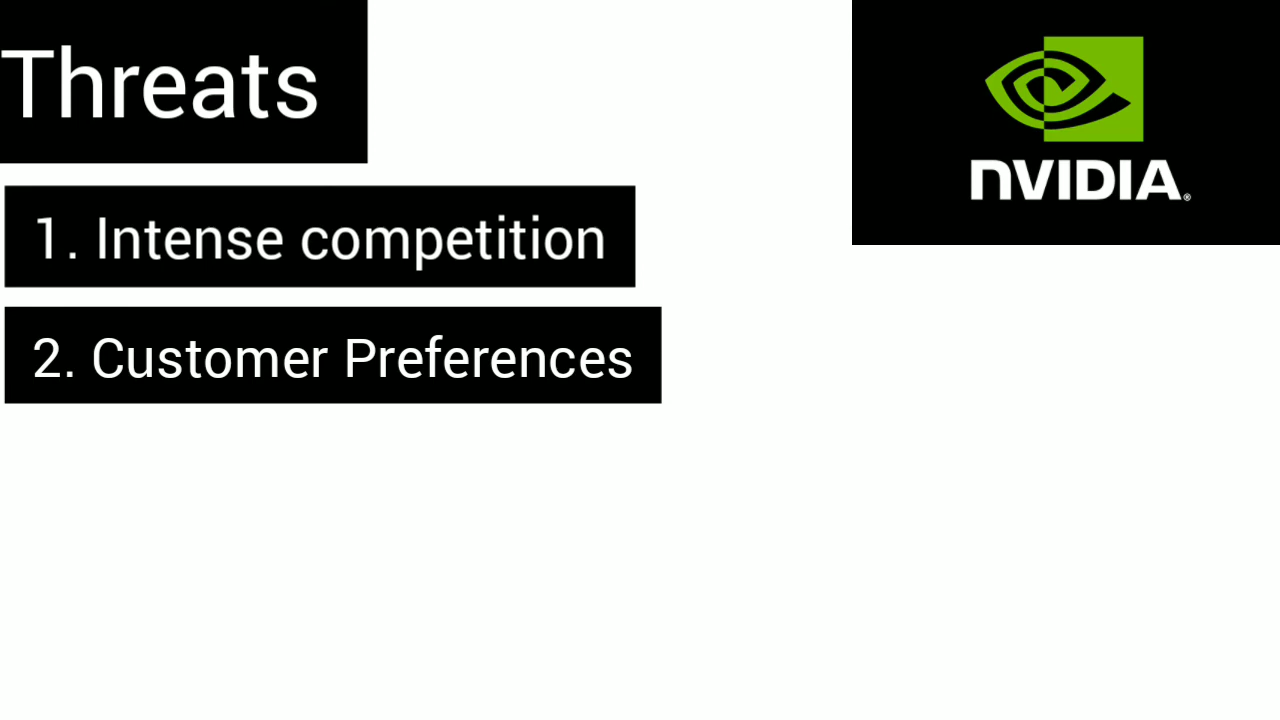 Threats
NVIDIA®
1. Intense competition
2. Customer Preferences